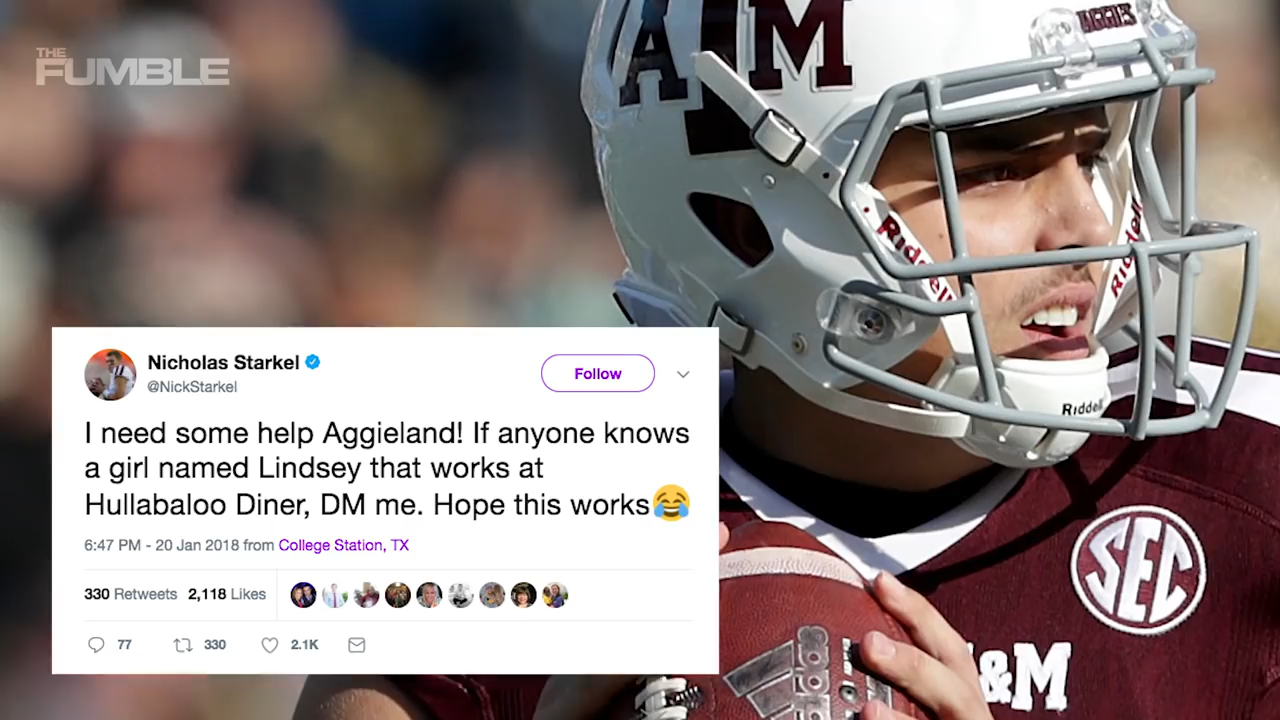 THE
FUMBLE
A M
AGGIES
Riddell
Riddell
Riddell
SEC
&M
adidas
Nicholas Starkel
@NickStarkel
Follow
I need some help Aggieland! If anyone knows
a girl named Lindsey that works at
Hullabaloo Diner, DM me. Hope this works😂
6:47 PM - 20 Jan 2018 from College Station, TX
330 Retweets 2,118 Likes
77 330 2.1K